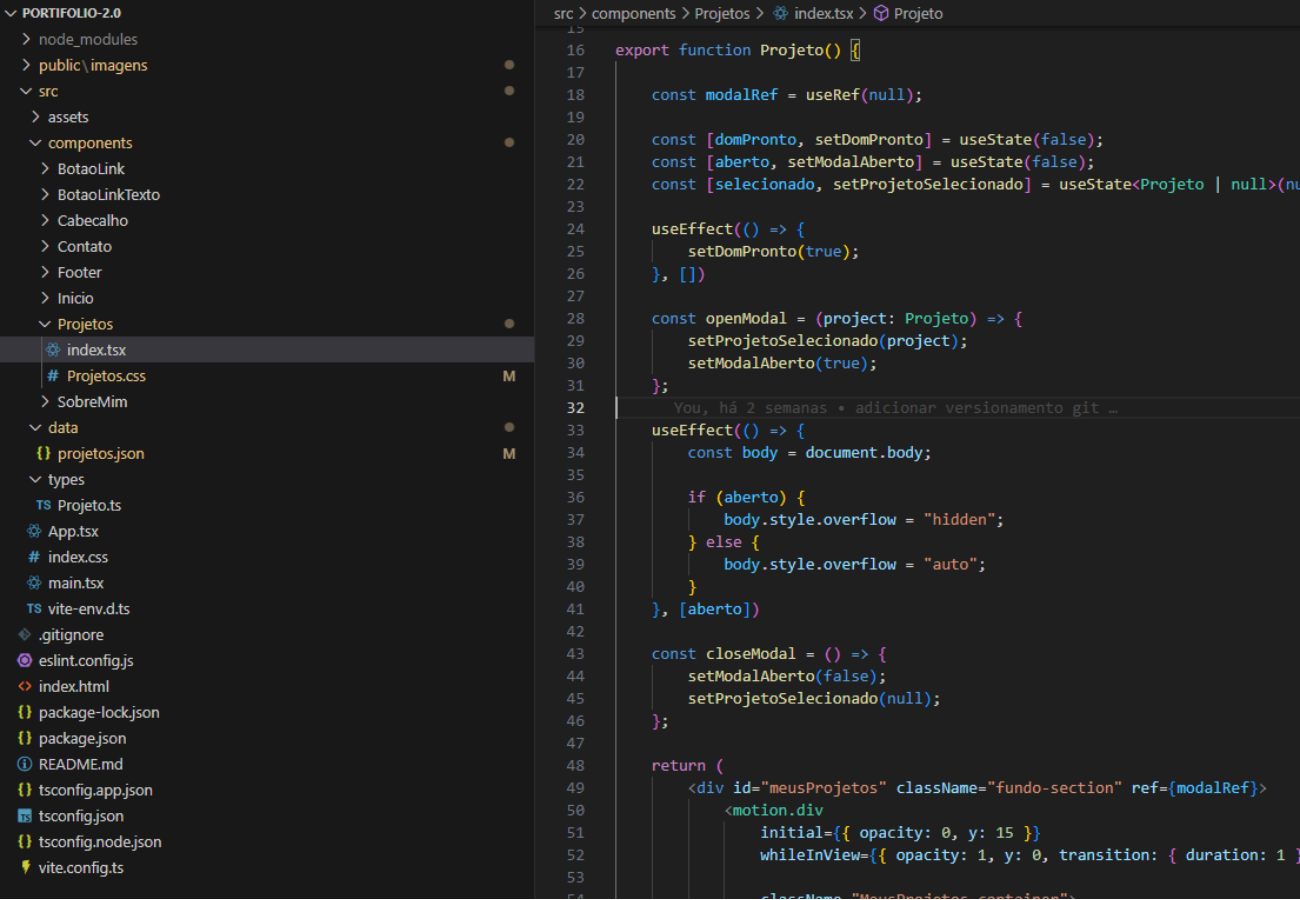 PORTIFOLIO-2.0
node_modules
public\imagens
src
assets
components
BotaoLink
BotaoLinkTexto
Cabecalho
Contato
Footer
Inicio
Projetos
index.tsx
# Projetos.css M
SobreMim
data
{} projetos.json M
types
TS Projeto.ts
App.tsx
# index.css
main.tsx
TS vite-env.d.ts
.gitignore
eslint.config.js
<> index.html
{} package-lock.json
{} package.json
README.md
{} tsconfig.app.json
TS tsconfig.json
{} tsconfig.node.json
vite.config.ts
src > components > Projetos > index.tsx > Projeto
15
16 export function Projeto() {
17
18 const modalRef = useRef(null);
19
20 const [domPronto, setDomPronto] = useState(false);
21 const [aberto, setModalAberto] = useState(false);
22 const [selecionado, setProjetoSelecionado] = useState<Projeto | null>(nu
23
24 useEffect(() => {
25 setDomPronto(true);
26 }, [])
27
28 const openModal = (project: Projeto) => {
29 setProjetoSelecionado(project);
30 setModalAberto(true);
31 };
32 You, há 2 semanas • adicionar versionamento git …
33 useEffect(() => {
34 const body = document.body;
35
36 if (aberto) {
37 body.style.overflow = "hidden";
38 } else {
39 body.style.overflow = "auto";
40 }
41 }, [aberto])
42
43 const closeModal = () => {
44 setModalAberto(false);
45 setProjetoSelecionado(null);
46 };
47
48 return (
49 <div id="meusProjetos" className="fundo-section" ref={modalRef}>
50 <motion.div
51 initial={{ opacity: 0, y: 15 }}
52 whileInView={{ opacity: 1, y: 0, transition: { duration: 1 }
53
54 className="MeusProjetos-container">